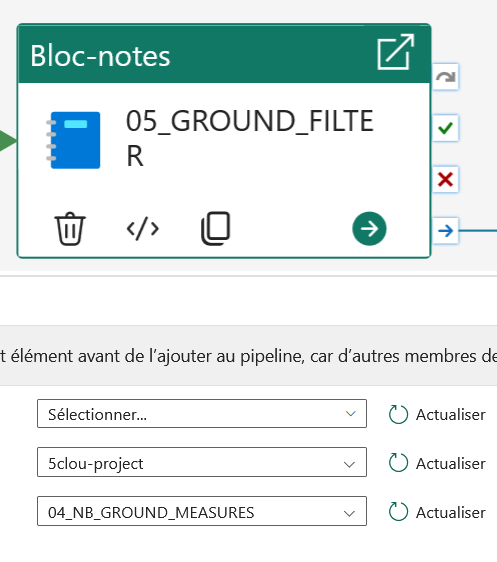 Bloc-notes
05_GROUND_FILTE
R
</>
t élément avant de l’ajouter au pipeline, car d’autres membres de
Sélectionner... Actualiser
5clou-project Actualiser
04_NB_GROUND_MEASURES Actualiser